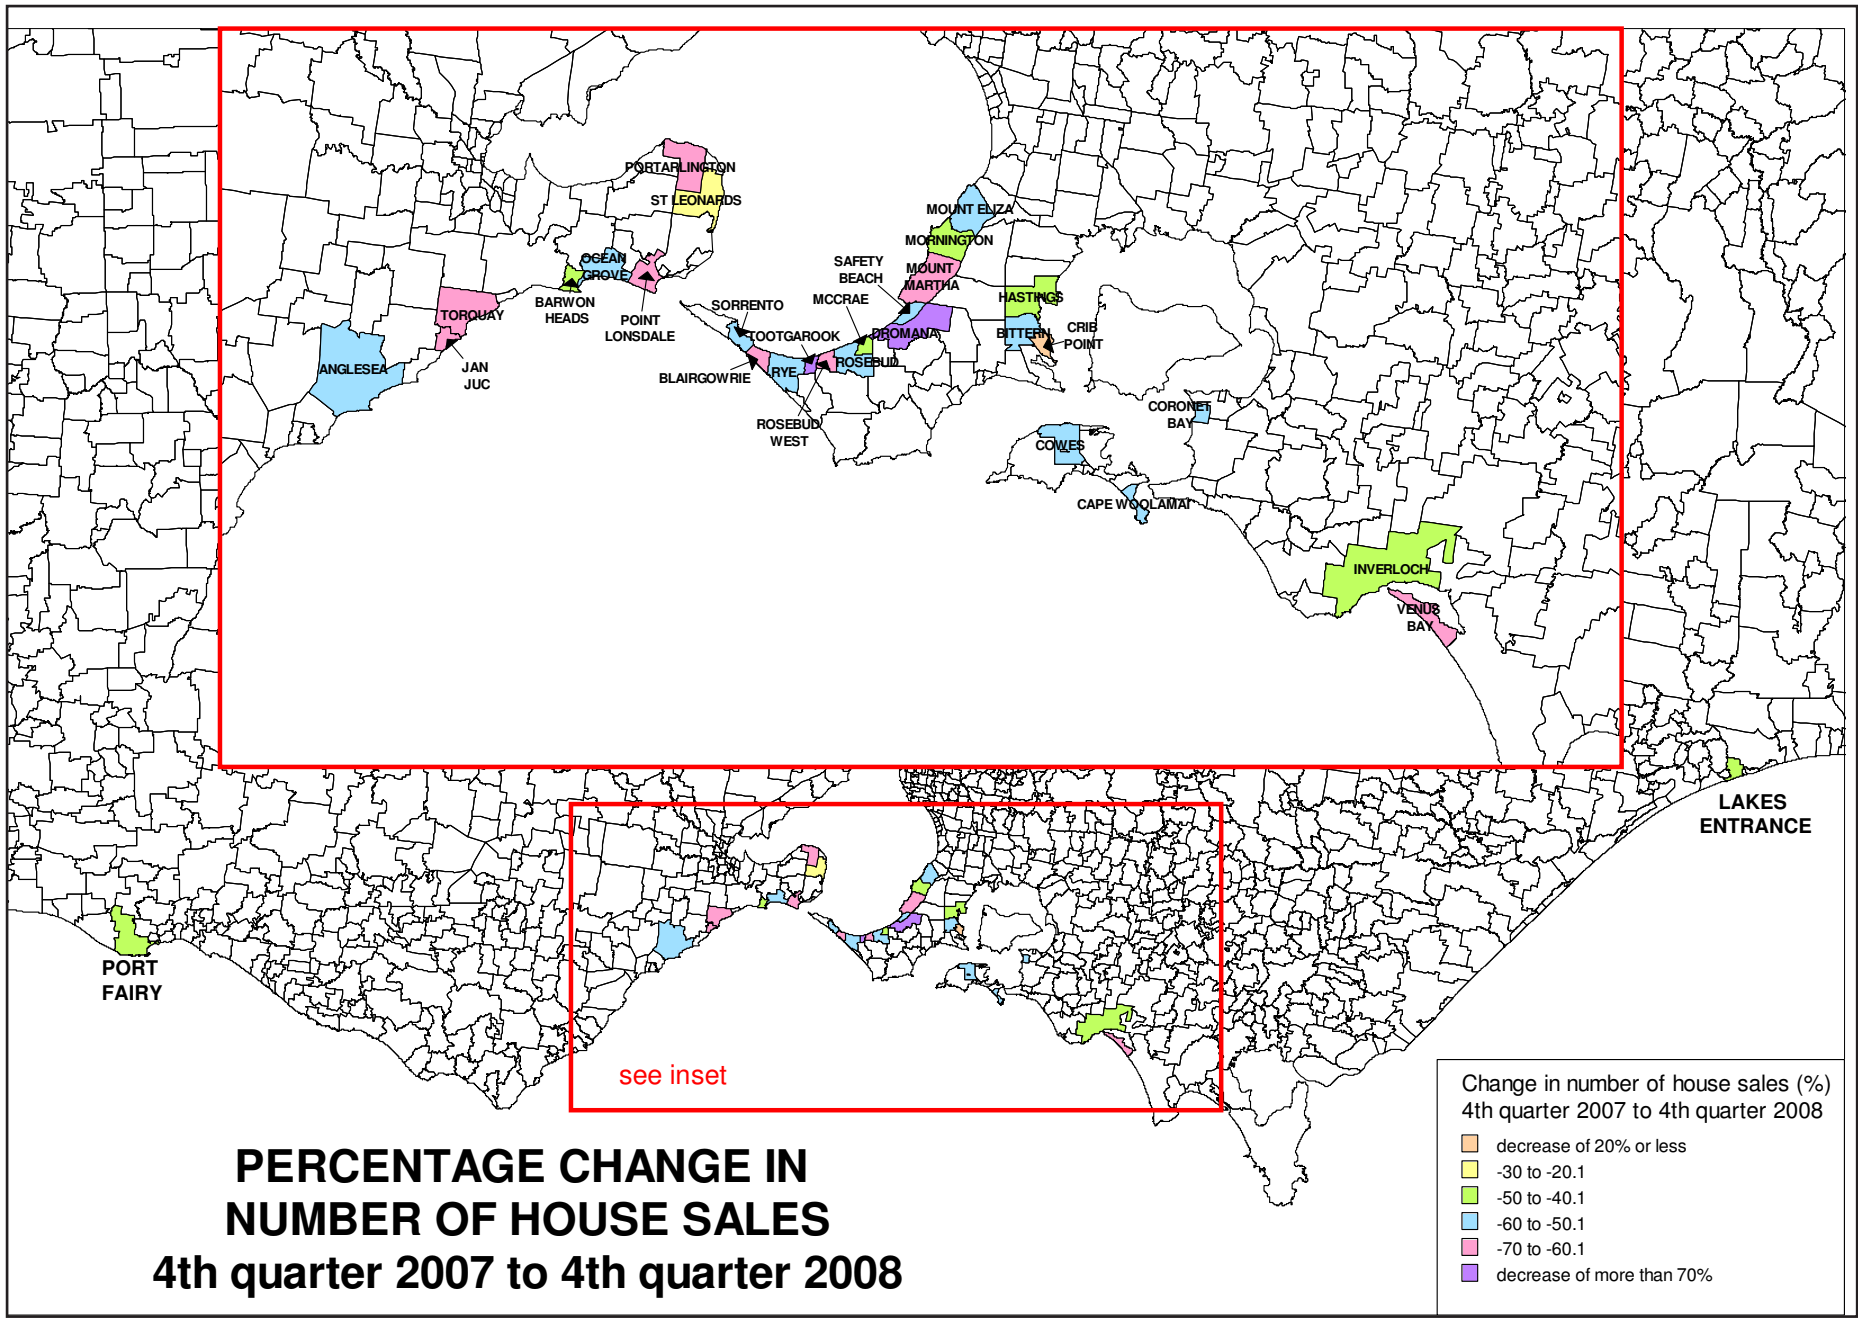 PORTARLINGTON
ST LEONARDS
MOUNT ELIZA
MORNINGTON
OCEAN
GROVE
SAFETY
BEACH
MOUNT
MARTHA
BARWON
HEADS
SORRENTO
MCCRAE
HASTINGS
TORQUAY
POINT
LONSDALE
TOOTGAROOK
DROMANA
BITTERN
CRIB
POINT
ANGLESEA
JAN
JUC
BLAIRGOWRIE
RYE
ROSEBUD
ROSEBUD
WEST
CORONET
BAY
COWES
CAPE WOOLAMAI
INVERLOCH
VENUS
BAY
LAKES
ENTRANCE
PORT
FAIRY
see inset
PERCENTAGE CHANGE IN
NUMBER OF HOUSE SALES
4th quarter 2007 to 4th quarter 2008
Change in number of house sales (%)
4th quarter 2007 to 4th quarter 2008
decrease of 20% or less
-30 to -20.1
-50 to -40.1
-60 to -50.1
-70 to -60.1
decrease of more than 70%